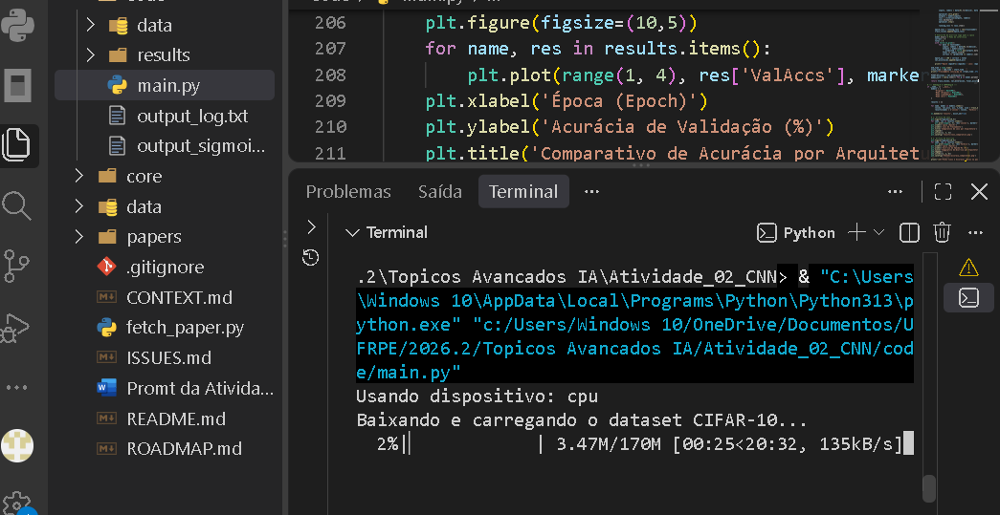 data
results
main.py
output_log.txt
output_sigmoi...
core
data
papers
.gitignore
CONTEXT.md
fetch_paper.py
ISSUES.md
Promt da Ativida...
README.md
ROADMAP.md
206 plt.figure(figsize=(10,5))
207 for name, res in results.items():
208 plt.plot(range(1, 4), res['ValAccs'], marke
209 plt.xlabel('Época (Epoch)')
210 plt.ylabel('Acurácia de Validação (%)')
211 plt.title('Comparativo de Acurácia por Arquitet
Problemas Saída Terminal ... ...
Terminal Python ...
.2\Topicos Avancados IA\Atividade_02_CNN> & "C:\Users
\Windows 10\AppData\Local\Programs\Python\Python313\p
ython.exe" "c:/Users/Windows 10/OneDrive/Documentos/U
FRPE/2026.2/Topicos Avancados IA/Atividade_02_CNN/cod
e/main.py"
Usando dispositivo: cpu
Baixando e carregando o dataset CIFAR-10...
2%| | 3.47M/170M [00:25<20:32, 135kB/s]